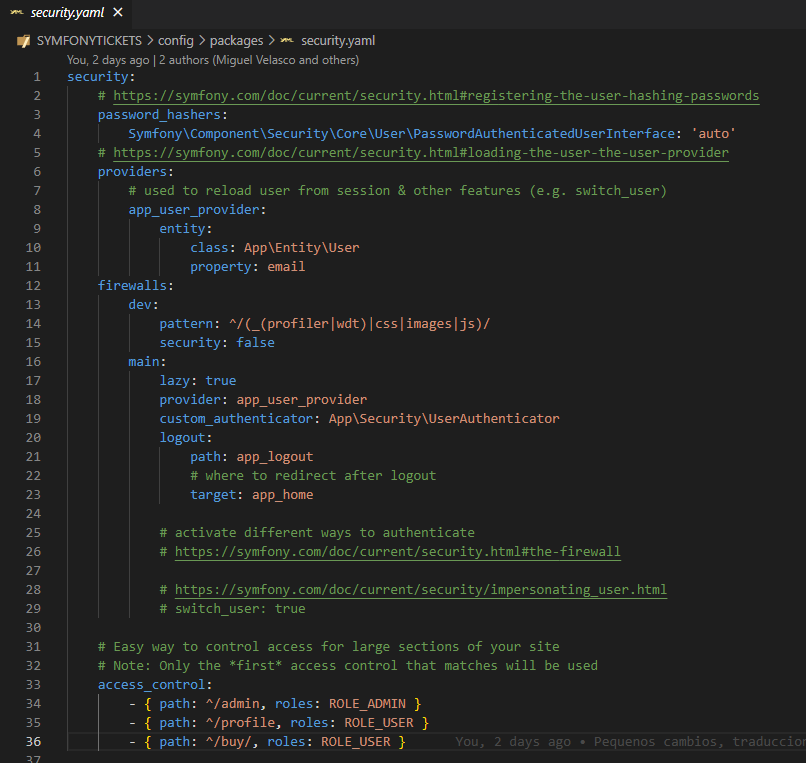 security.yaml
SYMFONYTICKETS > config > packages > security.yaml
You, 2 days ago | 2 authors (Miguel Velasco and others)
1 security:
2 # https://symfony.com/doc/current/security.html#registering-the-user-hashing-passwords
3 password_hashers:
4 Symfony\Component\Security\Core\User\PasswordAuthenticatedUserInterface: 'auto'
5 # https://symfony.com/doc/current/security.html#loading-the-user-the-user-provider
6 providers:
7 # used to reload user from session & other features (e.g. switch_user)
8 app_user_provider:
9 entity:
10 class: App\Entity\User
11 property: email
12 firewalls:
13 dev:
14 pattern: ^/(_(profiler|wdt)|css|images|js)/
15 security: false
16 main:
17 lazy: true
18 provider: app_user_provider
19 custom_authenticator: App\Security\UserAuthenticator
20 logout:
21 path: app_logout
22 # where to redirect after logout
23 target: app_home
24
25 # activate different ways to authenticate
26 # https://symfony.com/doc/current/security.html#the-firewall
27
28 # https://symfony.com/doc/current/security/impersonating_user.html
29 # switch_user: true
30
31 # Easy way to control access for large sections of your site
32 # Note: Only the *first* access control that matches will be used
33 access_control:
34 - { path: ^/admin, roles: ROLE_ADMIN }
35 - { path: ^/profile, roles: ROLE_USER }
36 - { path: ^/buy/, roles: ROLE_USER } You, 2 days ago • Pequenos cambios, traduccion
37